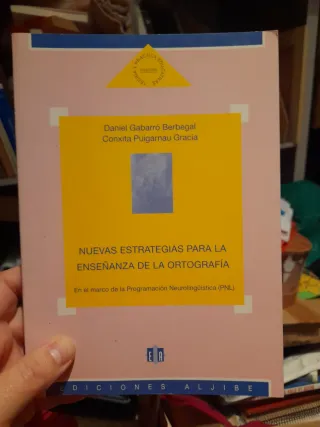 Daniel Gabarró Berbegal
Conxita Puigarnau Gracia
NUEVAS ESTRATEGIAS PARA LA
ENSEÑANZA DE LA ORTOGRAFÍA
En el marco de la Programación Neurolingüística (PNL)
EDICIONES ALJIBE